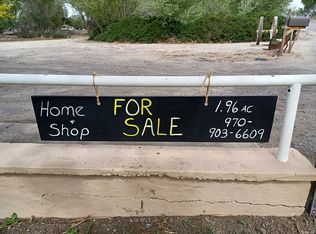 Home
+
Shop
FOR
SALE
1.96 AC
970-
903-6609